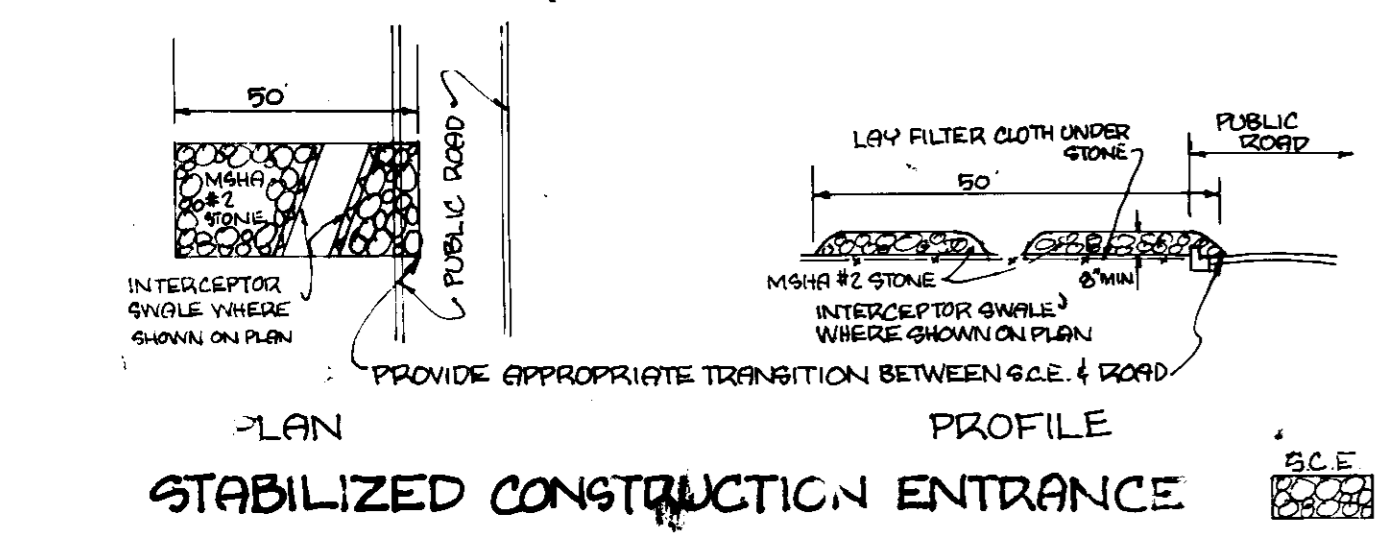 50'
MSHA
#2
STONE
INTERCEPTOR
SWALE WHERE
SHOWN ON PLAN
PUBLIC ROAD
LAY FILTER CLOTH UNDER
STONE
PUBLIC
ROAD
50'
MSHA #2 STONE
8" MIN
INTERCEPTOR SWALE
WHERE SHOWN ON PLAN
PROVIDE APPROPRIATE TRANSITION BETWEEN S.C.E. & ROAD
PLAN
PROFILE
STABILIZED CONSTRUCTION ENTRANCE
S.C.E.